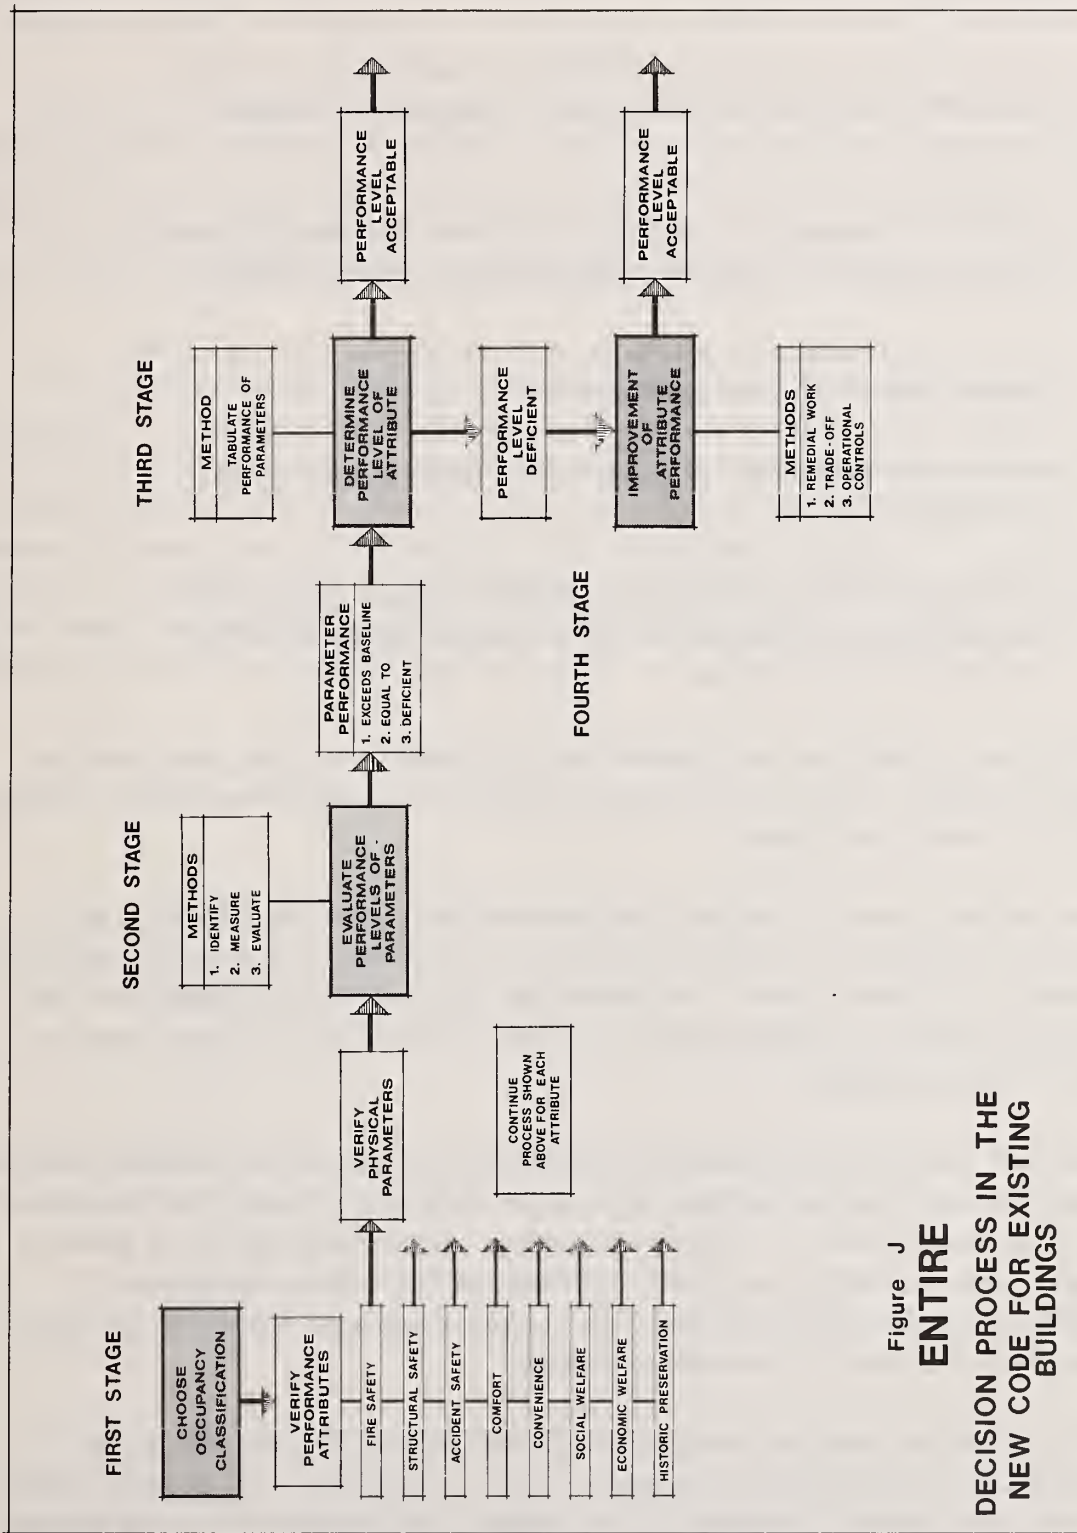 FIRST STAGE
CHOOSE
OCCUPANCY
CLASSIFICATION
VERIFY
PERFORMANCE
ATTRIBUTES
FIRE SAFETY
STRUCTURAL SAFETY
ACCIDENT SAFETY
COMFORT
CONVENIENCE
SOCIAL WELFARE
ECONOMIC WELFARE
HISTORIC PRESERVATION
VERIFY
PHYSICAL
PARAMETERS
CONTINUE
PROCESS SHOWN
ABOVE FOR EACH
ATTRIBUTE
SECOND STAGE
METHODS
1. IDENTIFY
2. MEASURE
3. EVALUATE
EVALUATE
PERFORMANCE
LEVELS OF -
PARAMETERS
PARAMETER
PERFORMANCE
1. EXCEEDS BASELINE
2. EQUAL TO
3. DEFICIENT
THIRD STAGE
METHOD
TABULATE
PERFORMANCE OF
PARAMETERS
DETERMINE
PERFORMANCE
LEVEL OF
ATTRIBUTE
PERFORMANCE
LEVEL
ACCEPTABLE
PERFORMANCE
LEVEL
DEFICIENT
FOURTH STAGE
IMPROVEMENT
OF
ATTRIBUTE
PERFORMANCE
PERFORMANCE
LEVEL
ACCEPTABLE
METHODS
1. REMEDIAL WORK
2. TRADE-OFF
3. OPERATIONAL
CONTROLS
Figure J
ENTIRE
DECISION PROCESS IN THE
NEW CODE FOR EXISTING
BUILDINGS